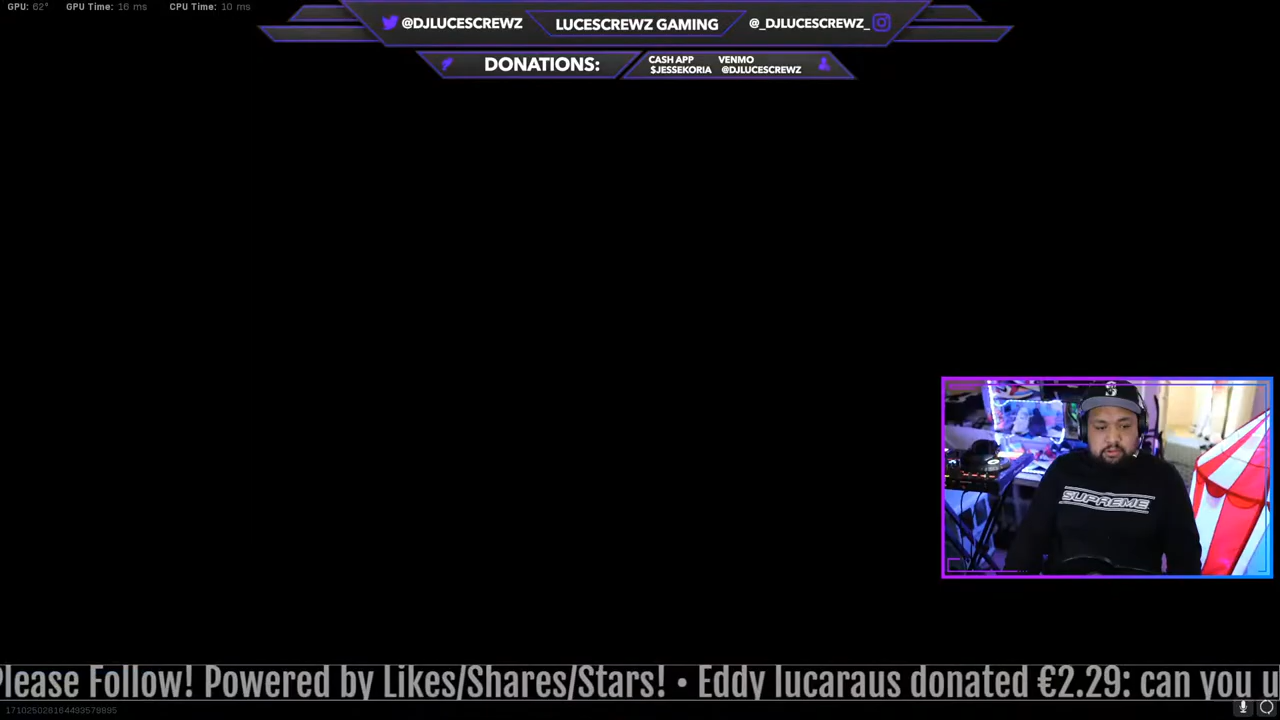 GPU: 62° GPU Time: 16 ms CPU Time: 10 ms
@DJLUCESCREWZ LUCESCREWZ GAMING @_DJLUCESCREWZ_
DONATIONS:
CASH APP VENMO
$JESSEKORIA @DJLUCESCREWZ
SUPREME
Please Follow! Powered by Likes/Shares/Stars! • Eddy lucaraus donated €2.29: can you u